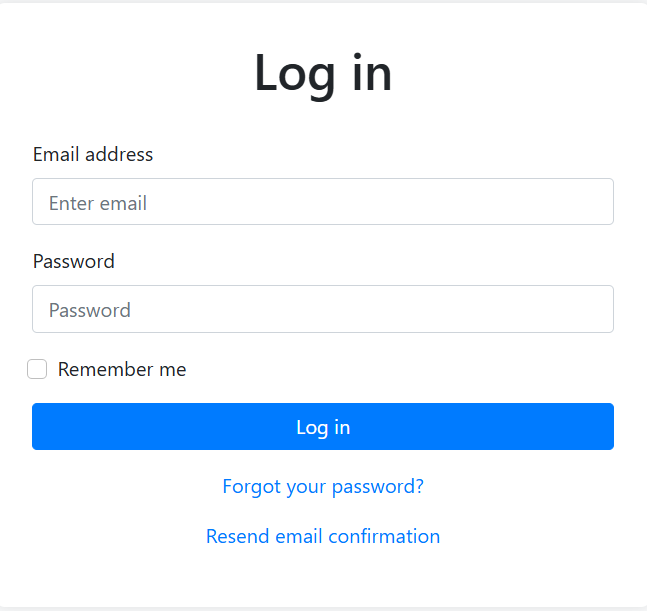 Log in
Email address
Enter email
Password
Password
Remember me
Log in
Forgot your password?
Resend email confirmation